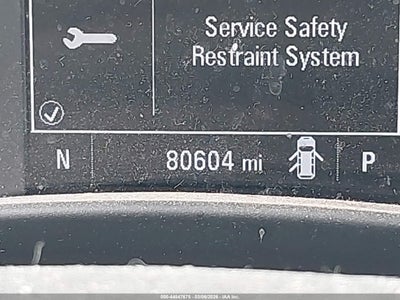 Service Safety
Restraint System
N 80604 mi P